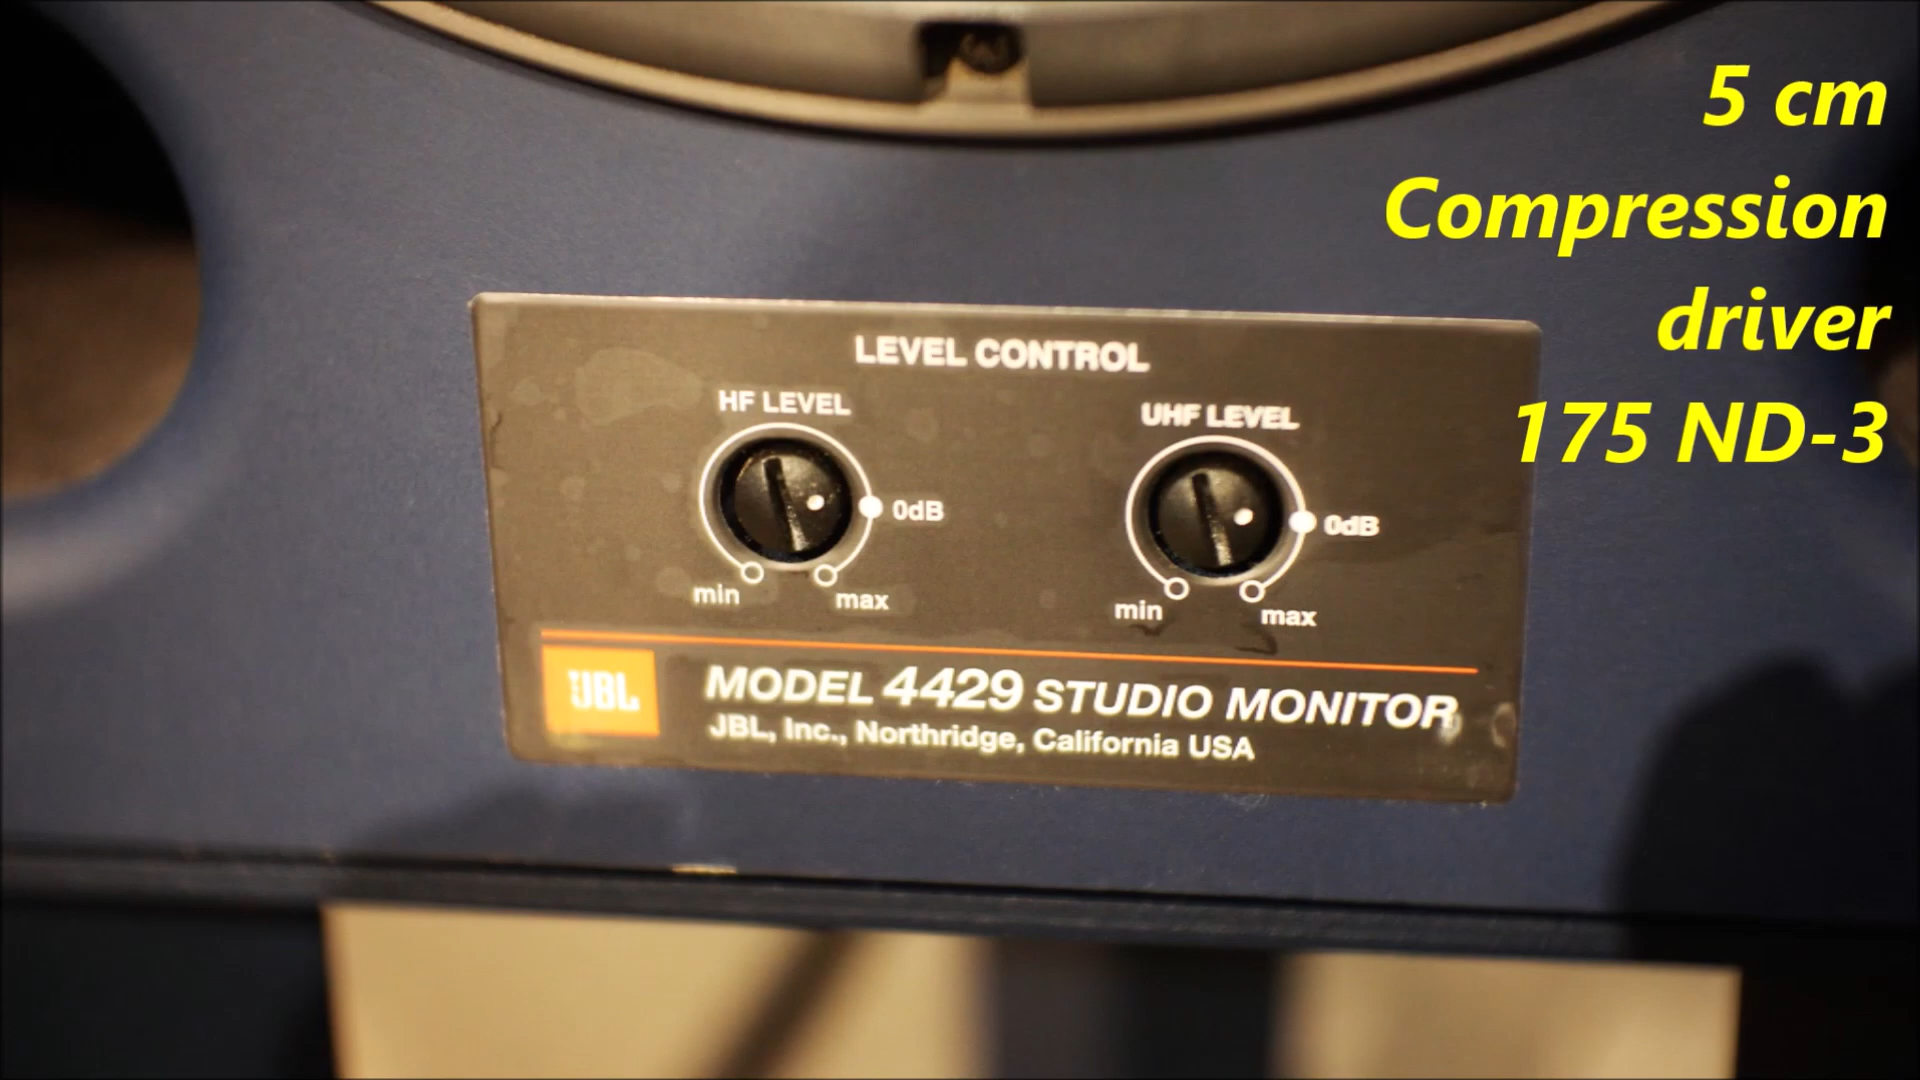 5 cm
Compression
driver
175 ND-3
LEVEL CONTROL
HF LEVEL
0dB
min
max
UHF LEVEL
0dB
min
max
JBL
MODEL 4429 STUDIO MONITOR
JBL, Inc., Northridge, California USA